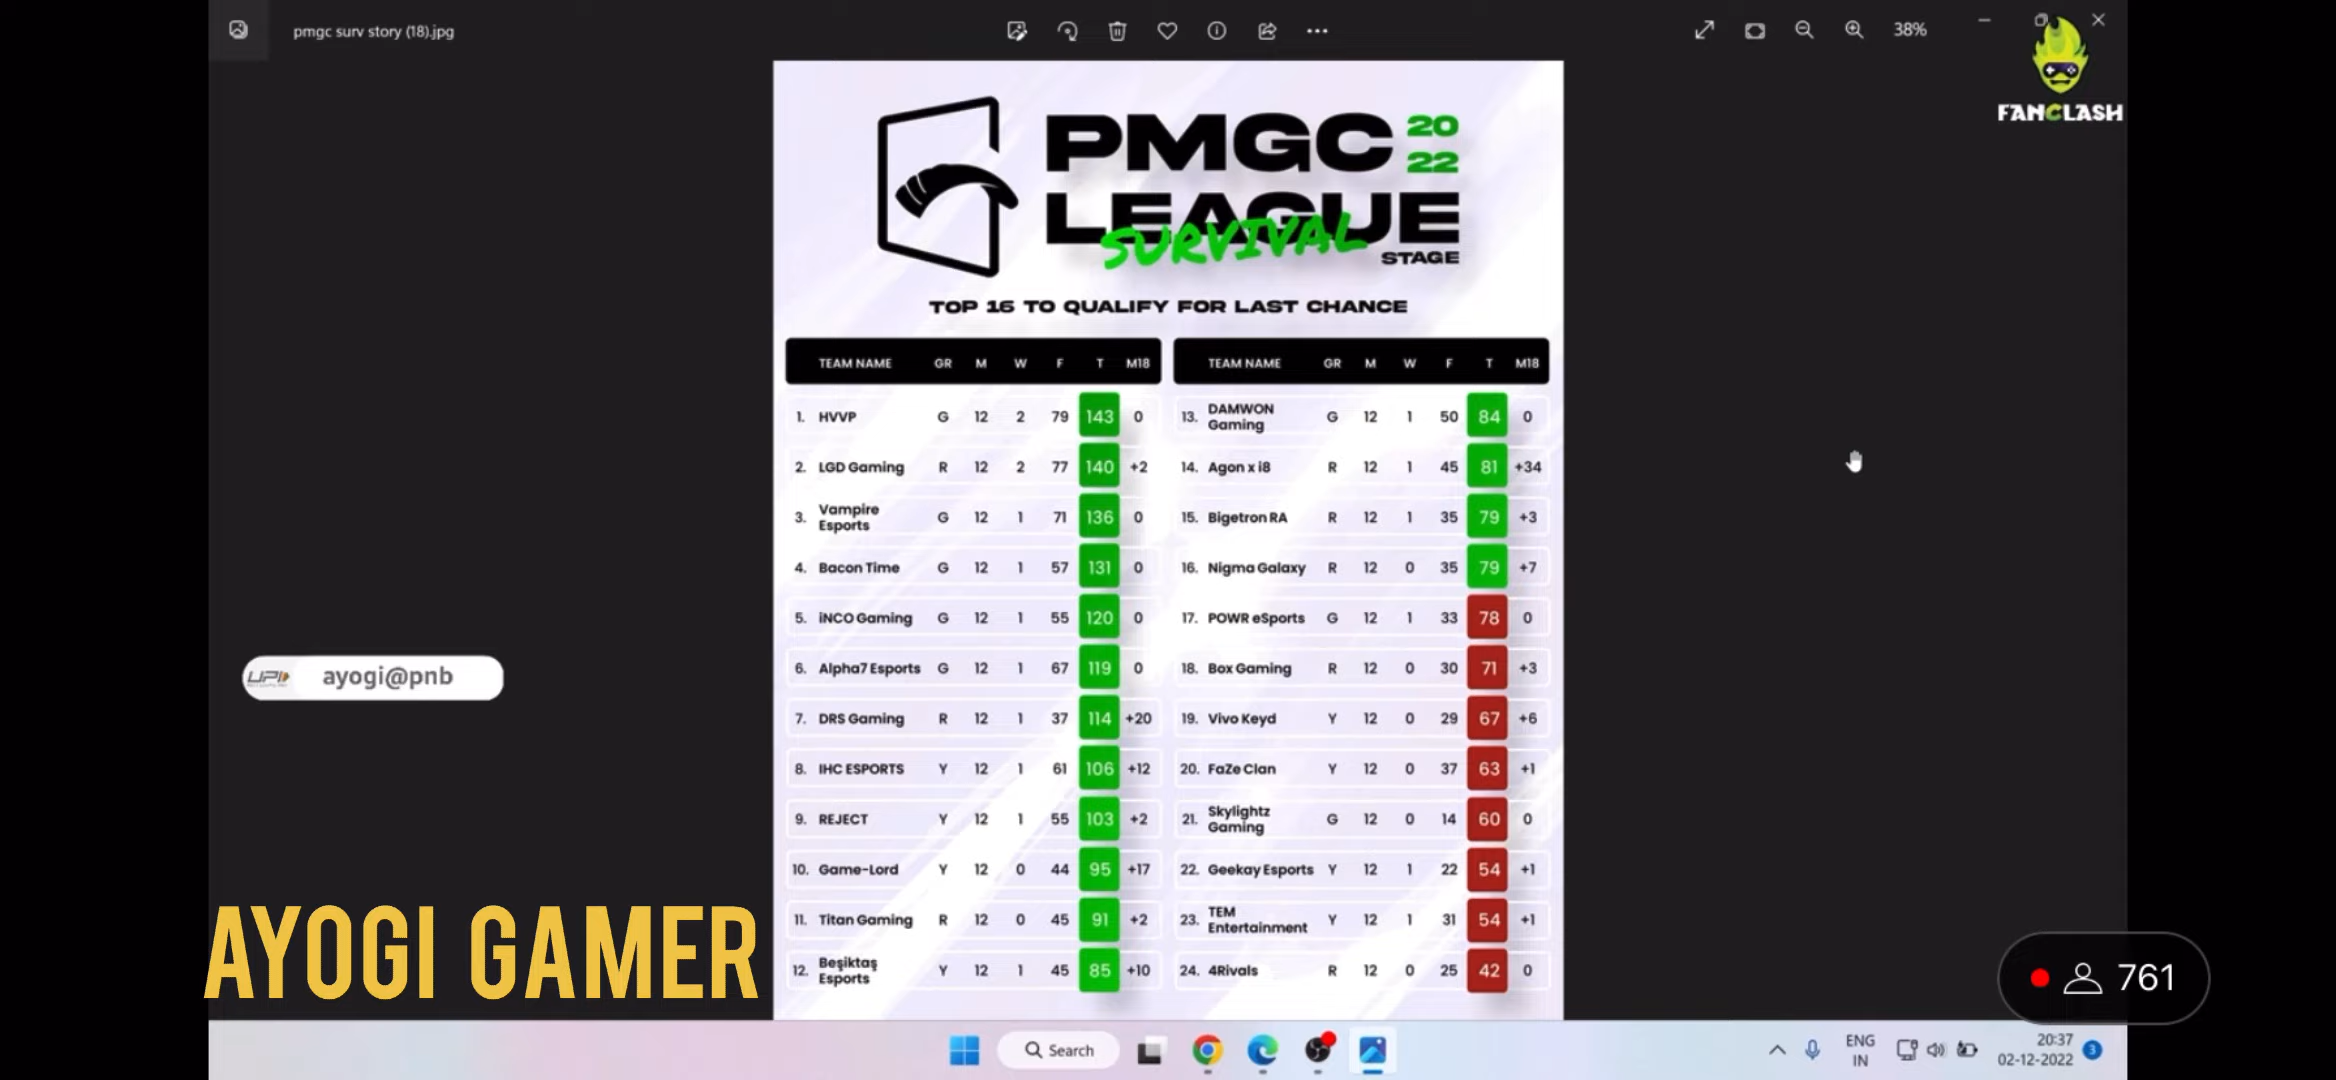 pmgc surv story (18).jpg
38%
FANCLASH
PMGC 20
22
LEAGUE
SURVIVAL
STAGE
TOP 16 TO QUALIFY FOR LAST CHANCE
TEAM NAME GR M W F T M18
1. HVVP G 12 2 79 143 0
2. LGD Gaming R 12 2 77 140 +2
3. Vampire Esports G 12 1 71 136 0
4. Bacon Time G 12 1 57 131 0
5. iNCO Gaming G 12 1 55 120 0
6. Alpha7 Esports G 12 1 67 119 0
7. DRS Gaming R 12 1 37 114 +20
8. IHC ESPORTS Y 12 1 61 106 +12
9. REJECT Y 12 1 55 103 +2
10. Game-Lord Y 12 0 44 95 +17
11. Titan Gaming R 12 0 45 91 +2
12. Beşiktaş Esports Y 12 1 45 85 +10
TEAM NAME GR M W F T M18
13. DAMWON Gaming G 12 1 50 84 0
14. Agon x i8 R 12 1 45 81 +34
15. Bigetron RA R 12 1 35 79 +3
16. Nigma Galaxy R 12 0 35 79 +7
17. POWR eSports G 12 1 33 78 0
18. Box Gaming R 12 0 30 71 +3
19. Vivo Keyd Y 12 0 29 67 +6
20. FaZe Clan Y 12 0 37 63 +1
21. Skylightz Gaming G 12 0 14 60 0
22. Geekay Esports Y 12 1 22 54 +1
23. TEM Entertainment Y 12 1 31 54 +1
24. 4Rivals R 12 0 25 42 0
UPI ayogi@pnb
AYOGI GAMER
761
Search
ENG
IN
20:37
02-12-2022
3